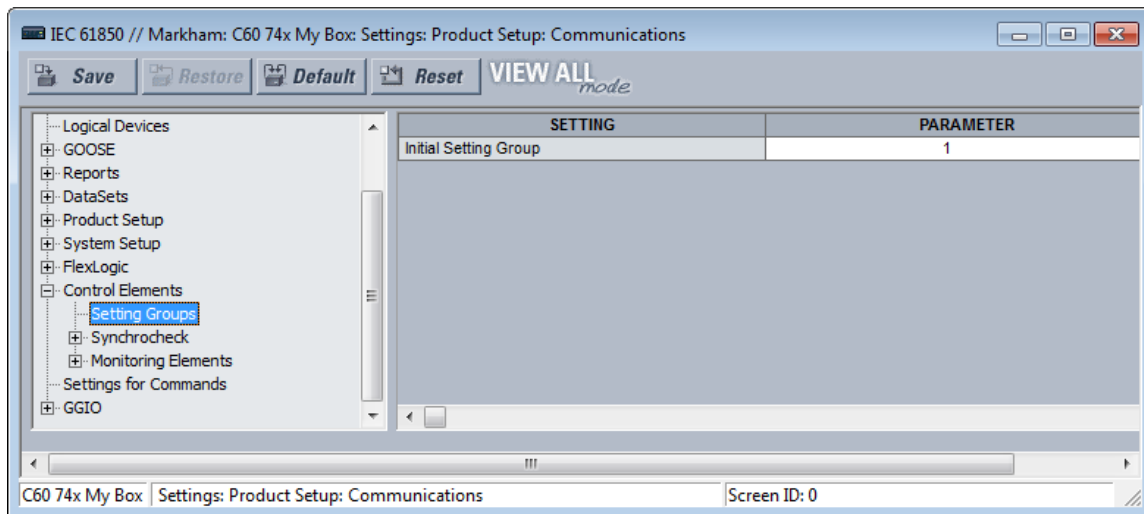 IEC 61850 // Markham: C60 74x My Box: Settings: Product Setup: Communications
Save Restore Default Reset VIEW ALL mode
Logical Devices
GOOSE
Reports
DataSets
Product Setup
System Setup
FlexLogic
Control Elements
Setting Groups
Synchrocheck
Monitoring Elements
Settings for Commands
GGIO
SETTING PARAMETER
Initial Setting Group 1
C60 74x My Box Settings: Product Setup: Communications Screen ID: 0